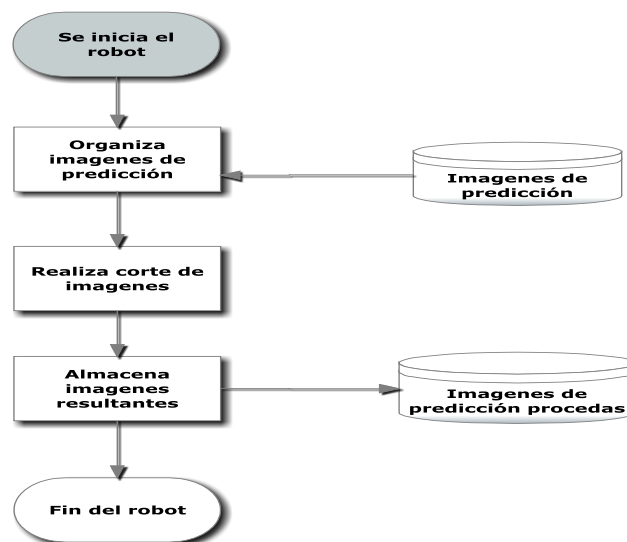 Se inicia el
robot
Organiza
imagenes de
predicción
Imagenes de
predicción
Realiza corte de
imagenes
Almacena
imagenes
resultantes
Imagenes de
predicción procedas
Fin del robot